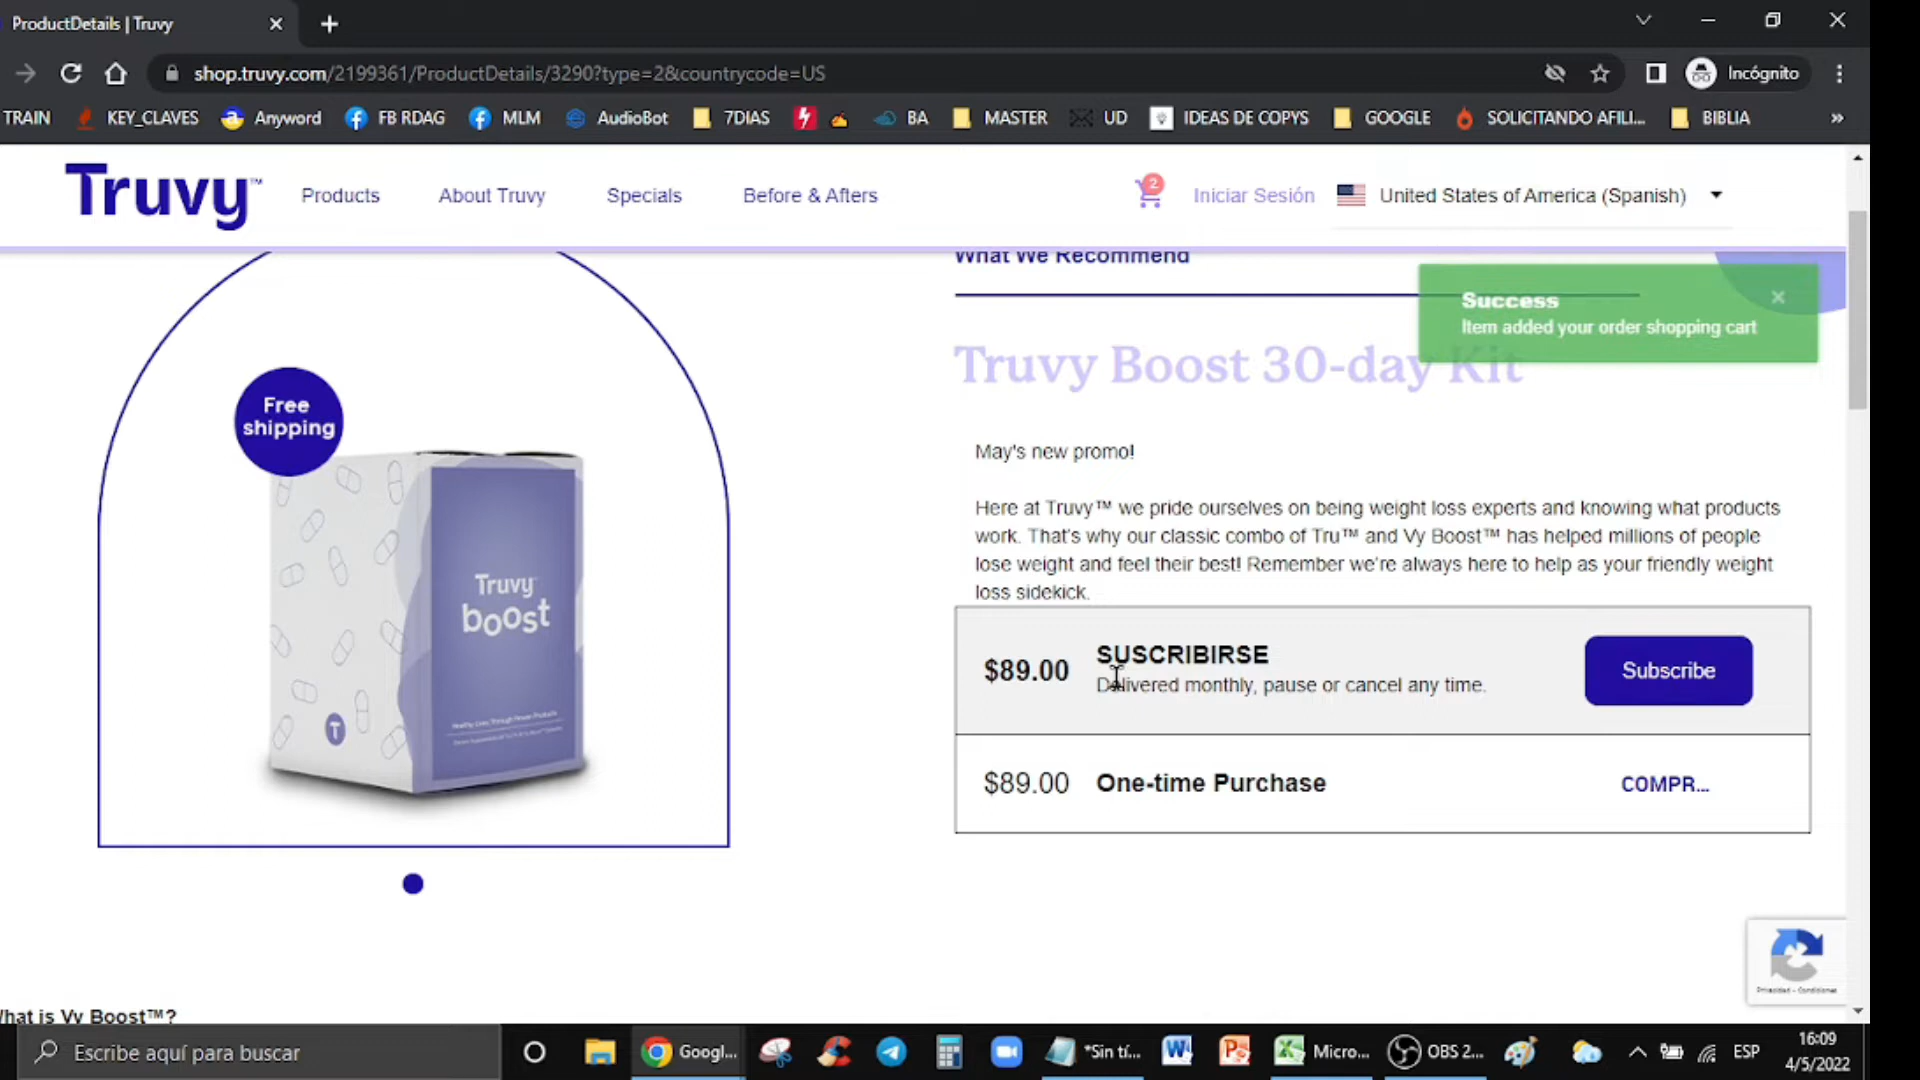 ProductDetails | Truvy
shop.truvy.com/2199361/ProductDetails/3290?type=2&countrycode=US
Incógnito
TRAIN
KEY_CLAVES
Anyword
FB RDAG
MLM
AudioBot
7DIAS
BA
MASTER
UD
IDEAS DE COPYS
GOOGLE
SOLICITANDO AFILI...
BIBLIA
»
Truvy™
Products
About Truvy
Specials
Before & Afters
2
Iniciar Sesión
United States of America (Spanish)
What We Recommend
Success
Item added your order shopping cart
Truvy Boost 30-day Kit
Free
shipping
Truvy
boost
T
May's new promo!
Here at Truvy™ we pride ourselves on being weight loss experts and knowing what products
work. That's why our classic combo of Tru™ and Vy Boost™ has helped millions of people
lose weight and feel their best! Remember we're always here to help as your friendly weight
loss sidekick.
$89.00
SUSCRIBIRSE
Delivered monthly, pause or cancel any time.
Subscribe
$89.00
One-time Purchase
COMPR...
Privacidad - Condiciones
hat is Vy Boost™?
Escribe aquí para buscar
Googl...
*Sin tí...
Micro...
OBS 2...
ESP
16:09
4/5/2022